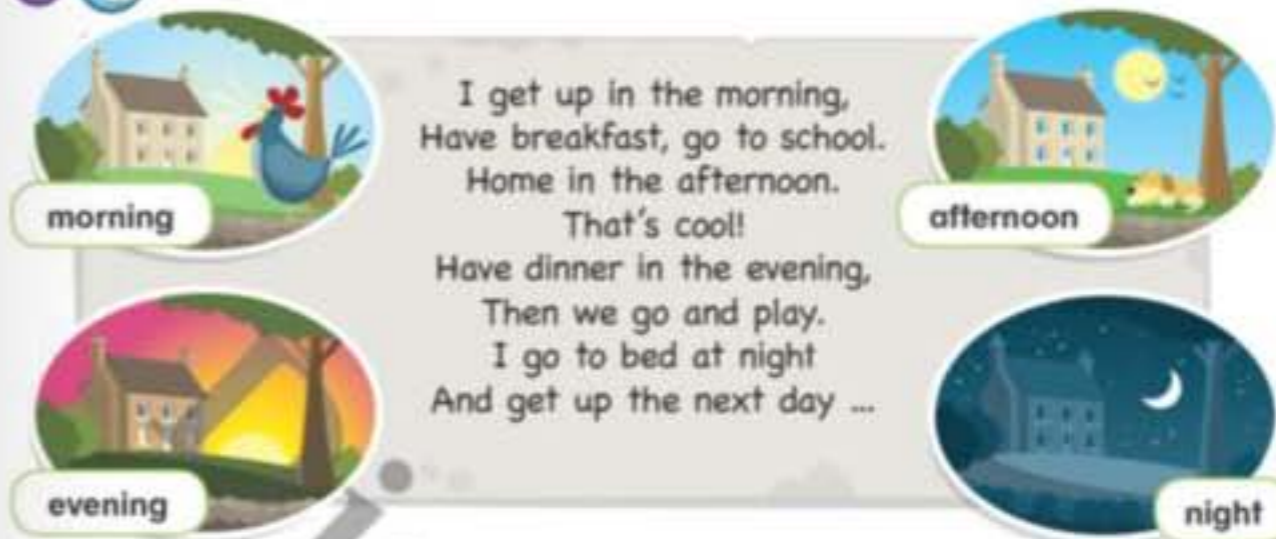 morning
I get up in the morning,
Have breakfast, go to school.
Home in the afternoon.
That's cool!
Have dinner in the evening,
Then we go and play.
I go to bed at night
And get up the next day ...
afternoon
evening
night